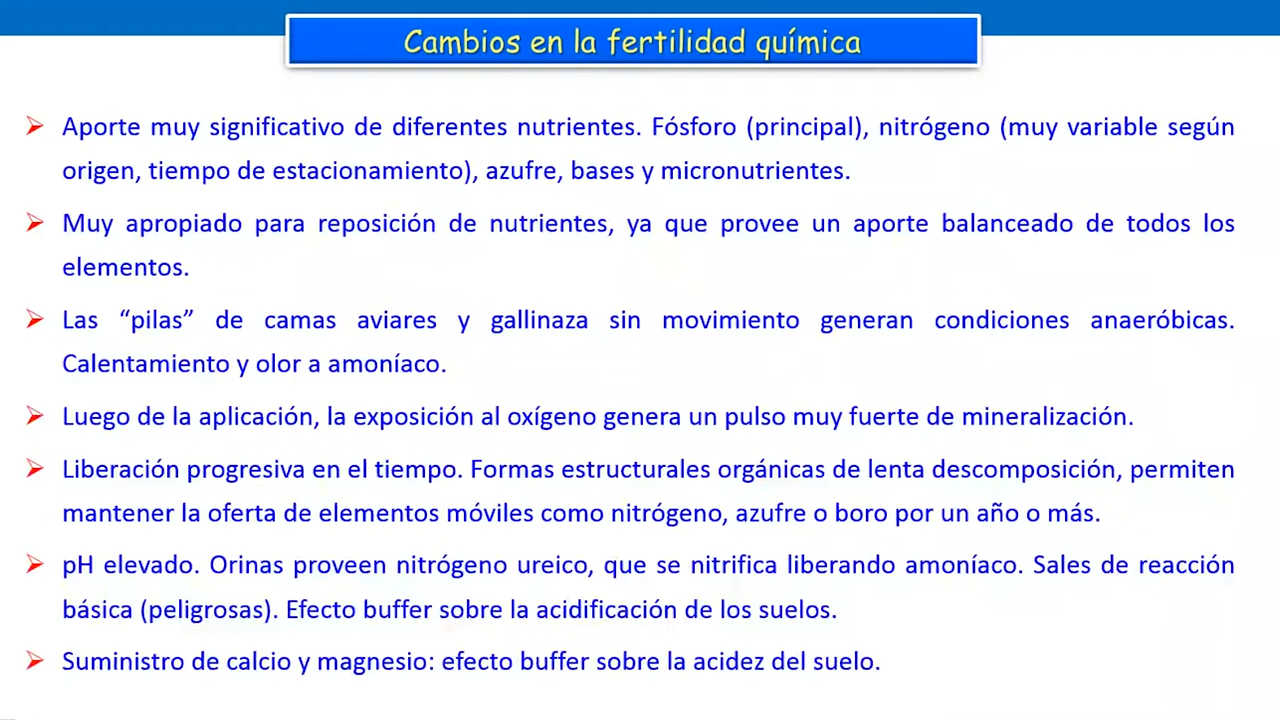 Cambios en la fertilidad química
➢ Aporte muy significativo de diferentes nutrientes. Fósforo (principal), nitrógeno (muy variable según
origen, tiempo de estacionamiento), azufre, bases y micronutrientes.
➢ Muy apropiado para reposición de nutrientes, ya que provee un aporte balanceado de todos los
elementos.
➢ Las “pilas” de camas aviares y gallinaza sin movimiento generan condiciones anaeróbicas.
Calentamiento y olor a amoníaco.
➢ Luego de la aplicación, la exposición al oxígeno genera un pulso muy fuerte de mineralización.
➢ Liberación progresiva en el tiempo. Formas estructurales orgánicas de lenta descomposición, permiten
mantener la oferta de elementos móviles como nitrógeno, azufre o boro por un año o más.
➢ pH elevado. Orinas proveen nitrógeno ureico, que se nitrifica liberando amoníaco. Sales de reacción
básica (peligrosas). Efecto buffer sobre la acidificación de los suelos.
➢ Suministro de calcio y magnesio: efecto buffer sobre la acidez del suelo.